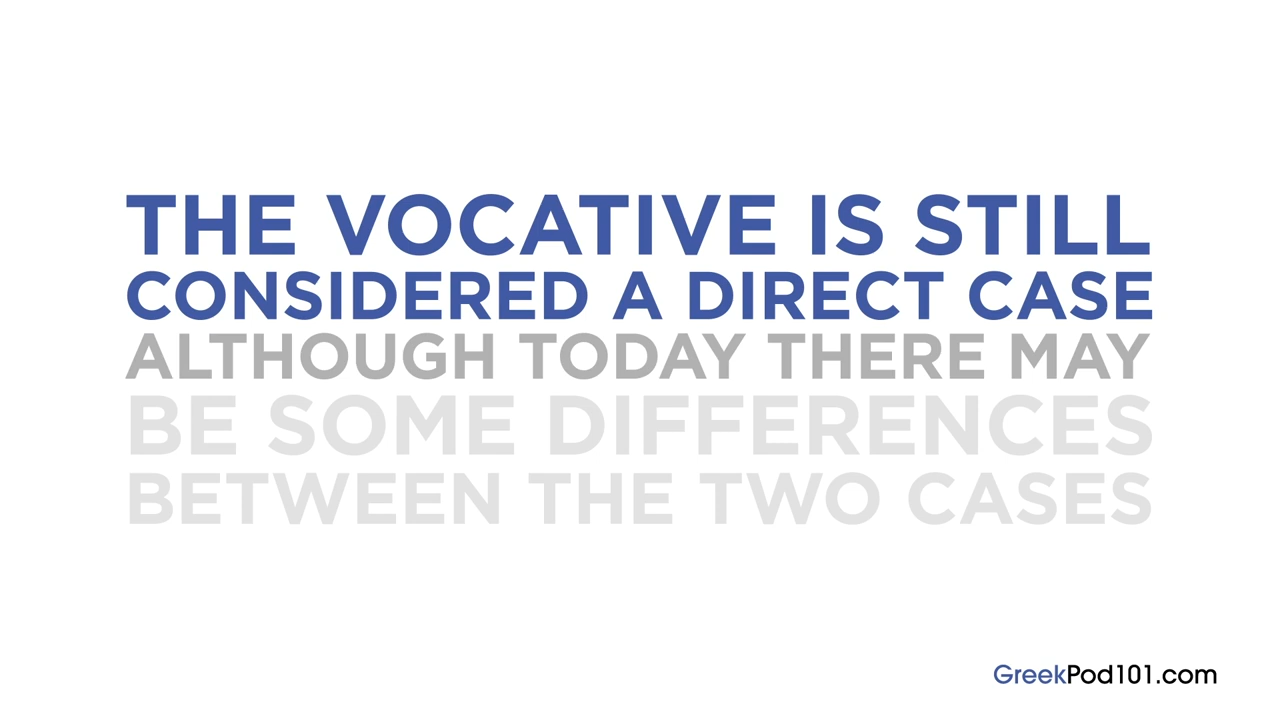 THE VOCATIVE IS STILL
CONSIDERED A DIRECT CASE
ALTHOUGH TODAY THERE MAY
BE SOME DIFFERENCES
BETWEEN THE TWO CASES
GreekPod101.com